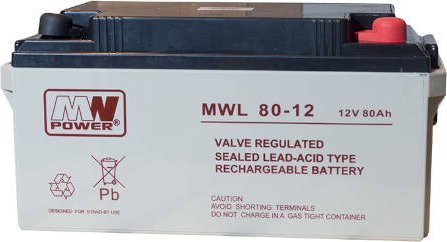 MW
POWER
MWL 80-12 12V 80Ah
VALVE REGULATED
SEALED LEAD-ACID TYPE
RECHARGEABLE BATTERY
Pb
CAUTION
AVOID SHORTING TERMINALS
DO NOT CHARGE IN A GAS TIGHT CONTAINER
DESIGNED FOR STAND-BY USE